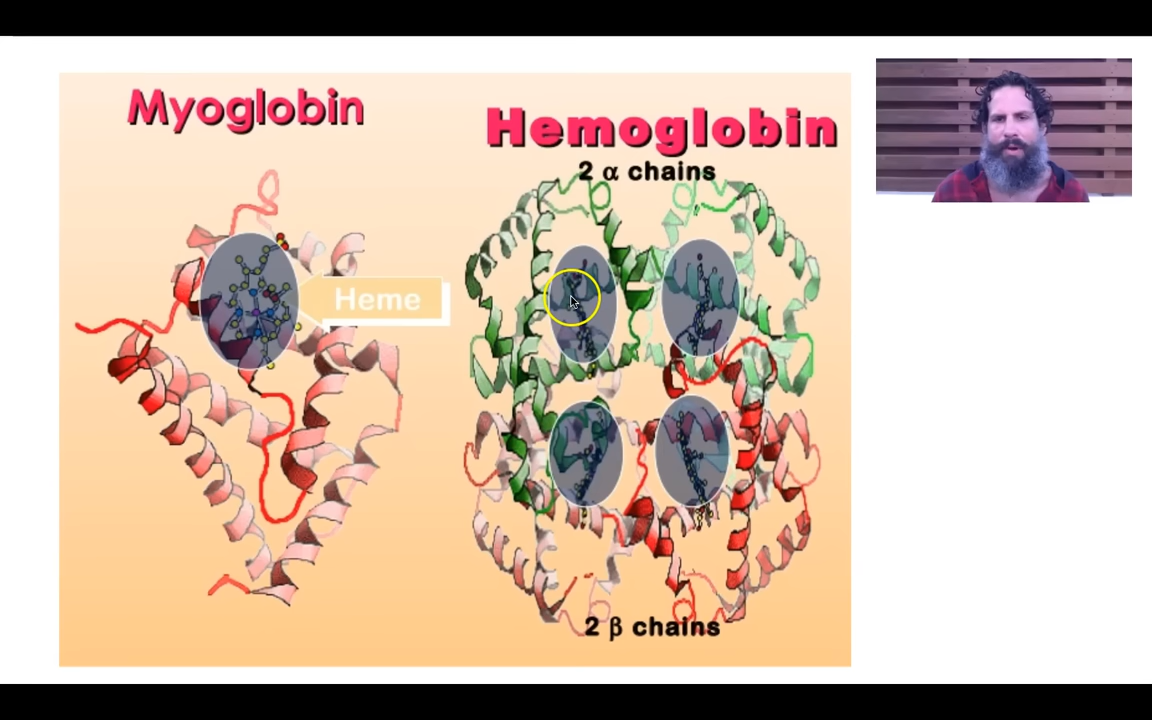 Myoglobin
Hemoglobin
2 α chains
Heme
2 β chains